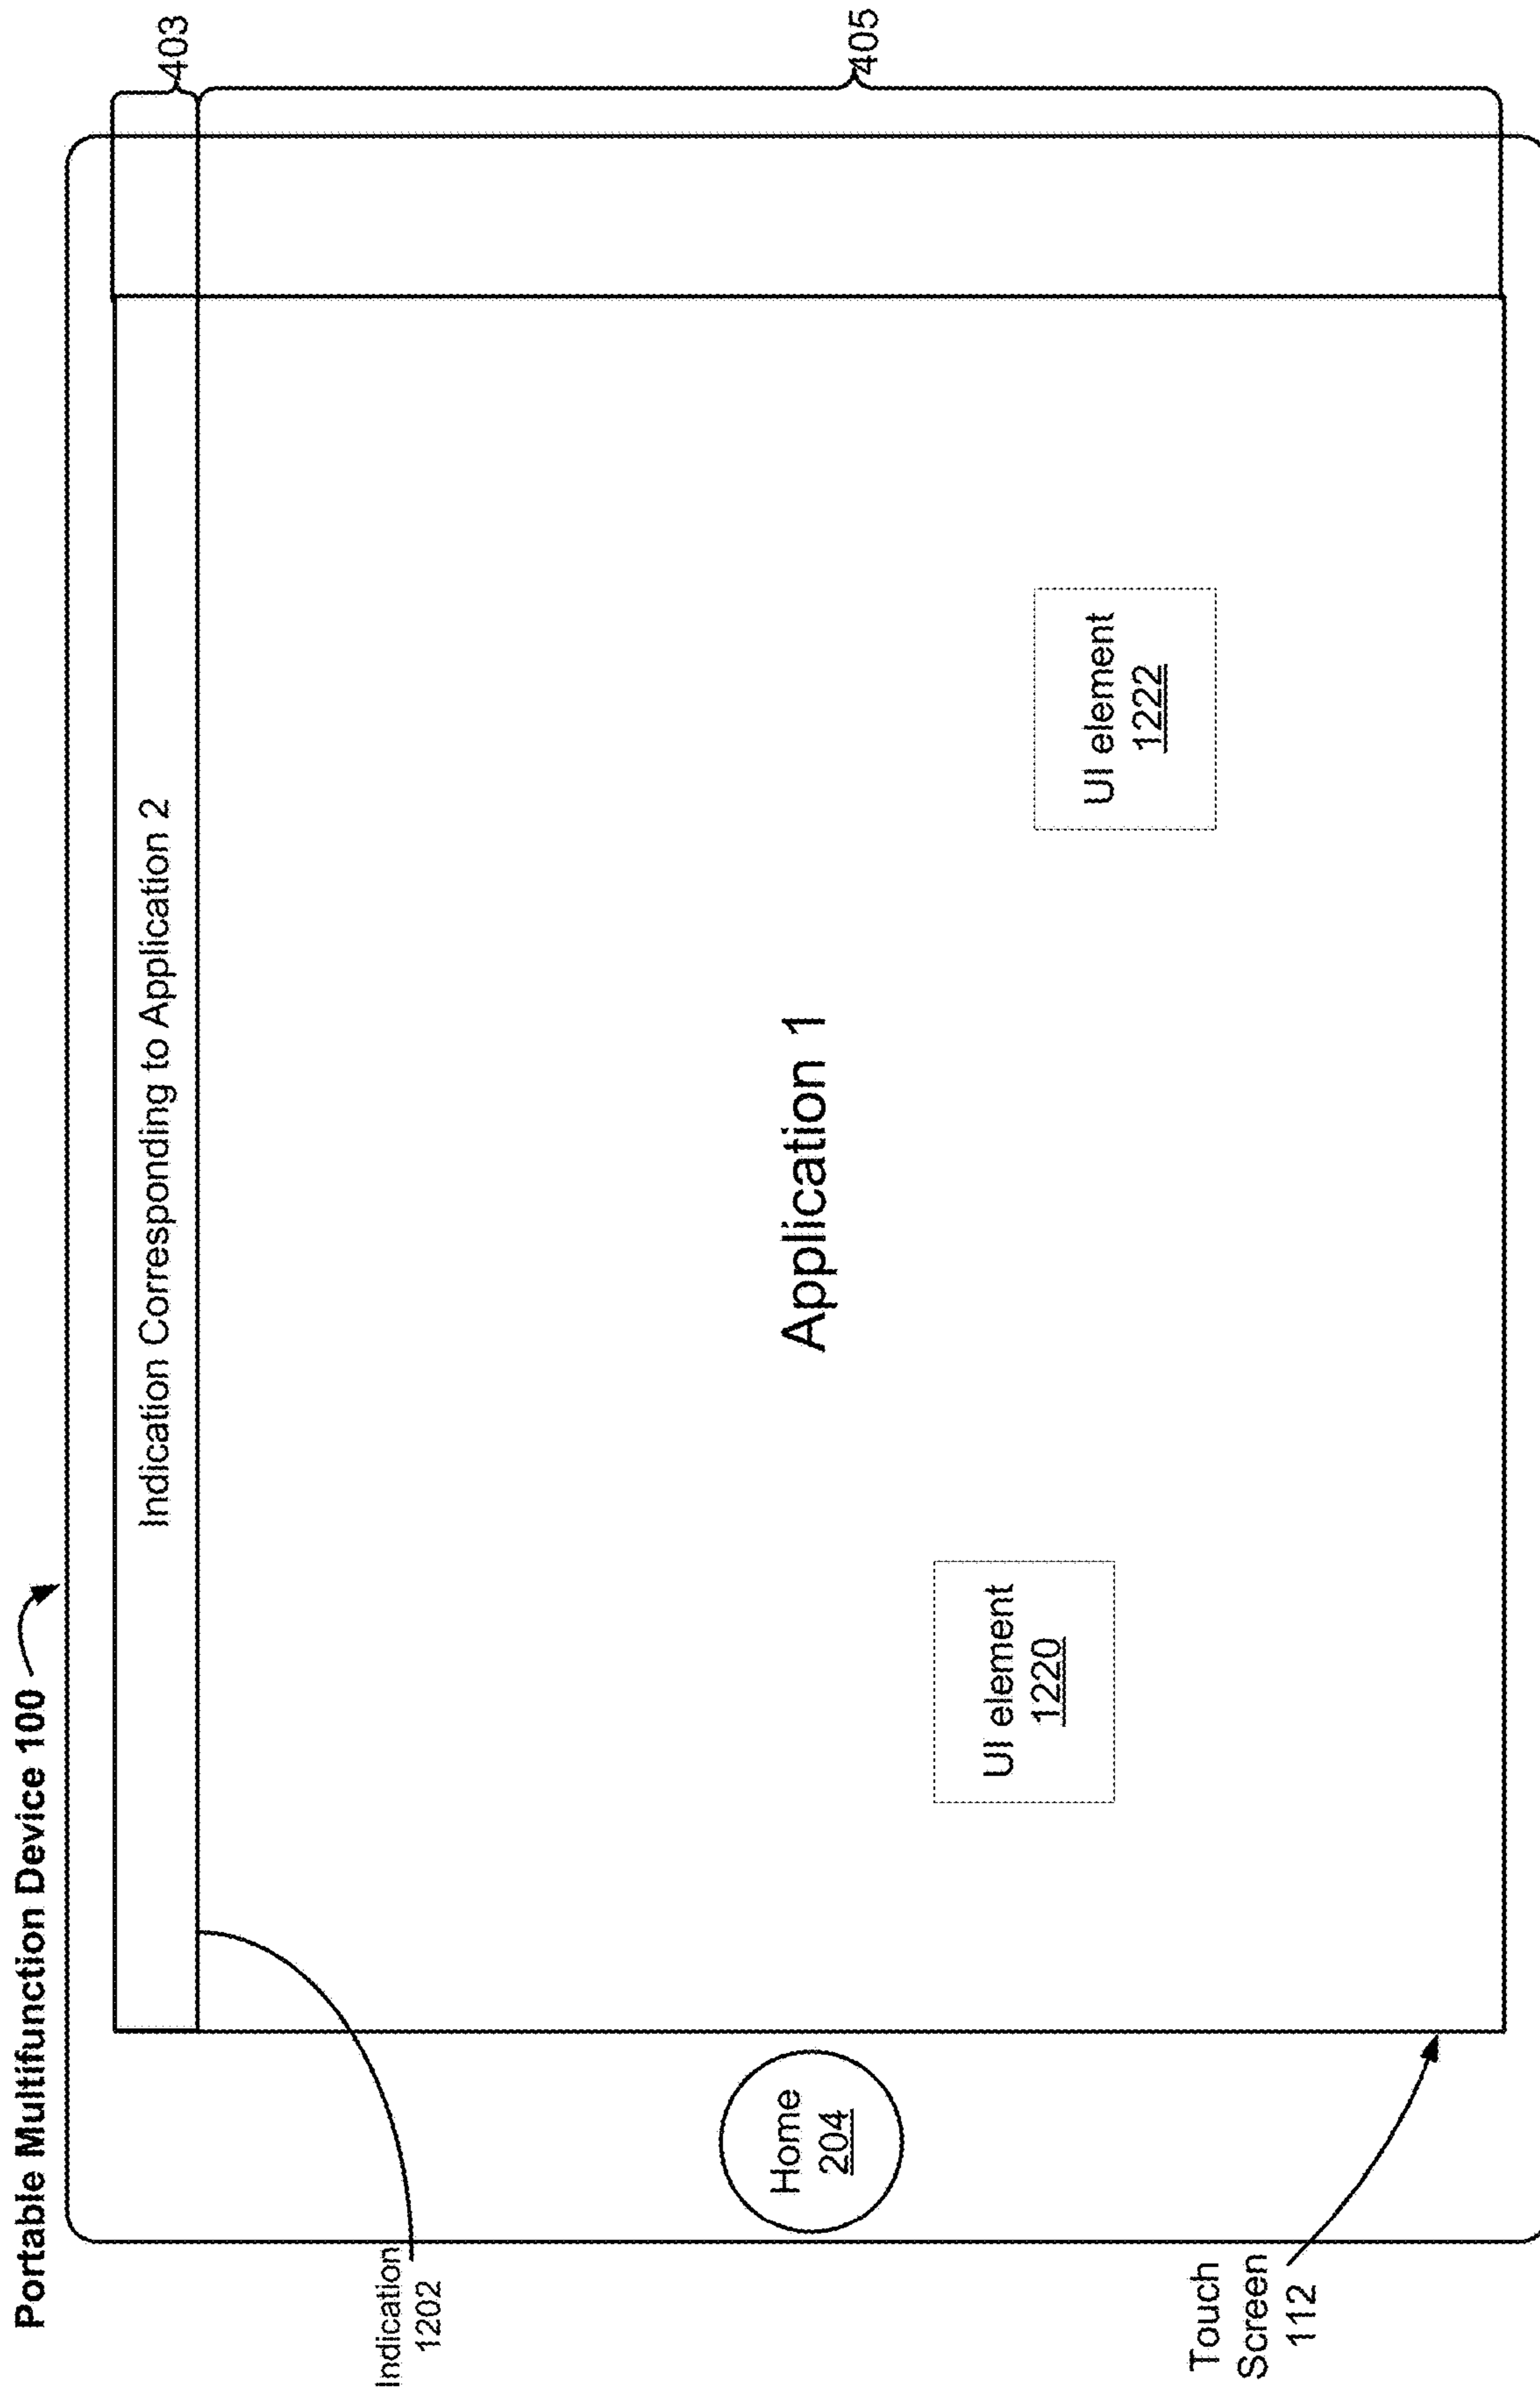 Portable Multifunction Device 100
Indication Corresponding to Application 2
403
Indication
1202
405
Application 1
UI element
1220
UI element
1222
Home
204
Touch
Screen
112